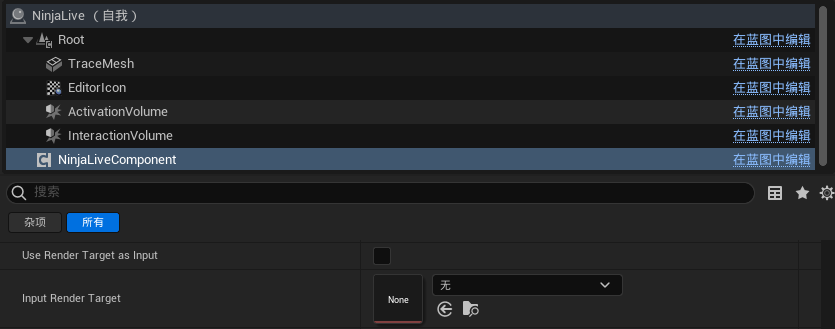 NinjaLive （自我）
Root 在蓝图中编辑
TraceMesh 在蓝图中编辑
EditorIcon 在蓝图中编辑
ActivationVolume 在蓝图中编辑
InteractionVolume 在蓝图中编辑
NinjaLiveComponent 在蓝图中编辑
搜索
杂项 所有
Use Render Target as Input
Input Render Target None 无